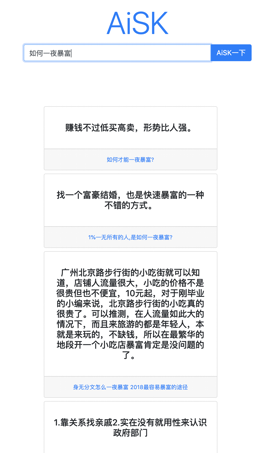 AiSK
如何一夜暴富
AiSK一下
赚钱不过低买高卖，形势比人强。
如何才能一夜暴富？
找一个富豪结婚，也是快速暴富的一种
不错的方式。
1%一无所有的人,是如何一夜暴富?
广州北京路步行街的小吃街就可以知
道，店铺人流量很大，小吃的价格不是
很贵但也不便宜，10元起，对于刚毕业
的小编来说，北京路步行街的小吃真的
很贵了。可以推测，在人流量如此大的
情况下，而且来旅游的都是年轻人，本
就是来玩的，不缺钱，所以在最繁华的
地段开一个小吃店暴富肯定是没问题的
了。
身无分文怎么一夜暴富 2018最容易暴富的途径
1.靠关系找亲戚2.实在没有就用性来认识
政府部门